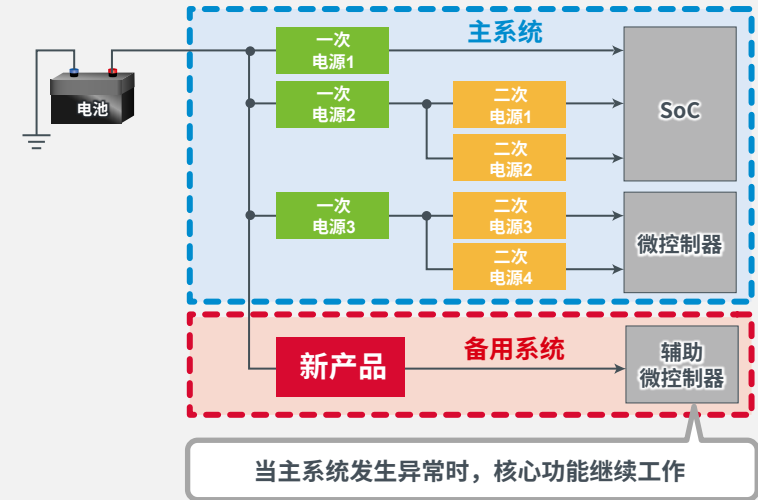 主系统
一次
电源1
一次
电源2
二次
电源1
SoC
电池
二次
电源2
一次
电源3
二次
电源3
微控制器
二次
电源4
备用系统
新产品
辅助
微控制器
当主系统发生异常时，核心功能继续工作